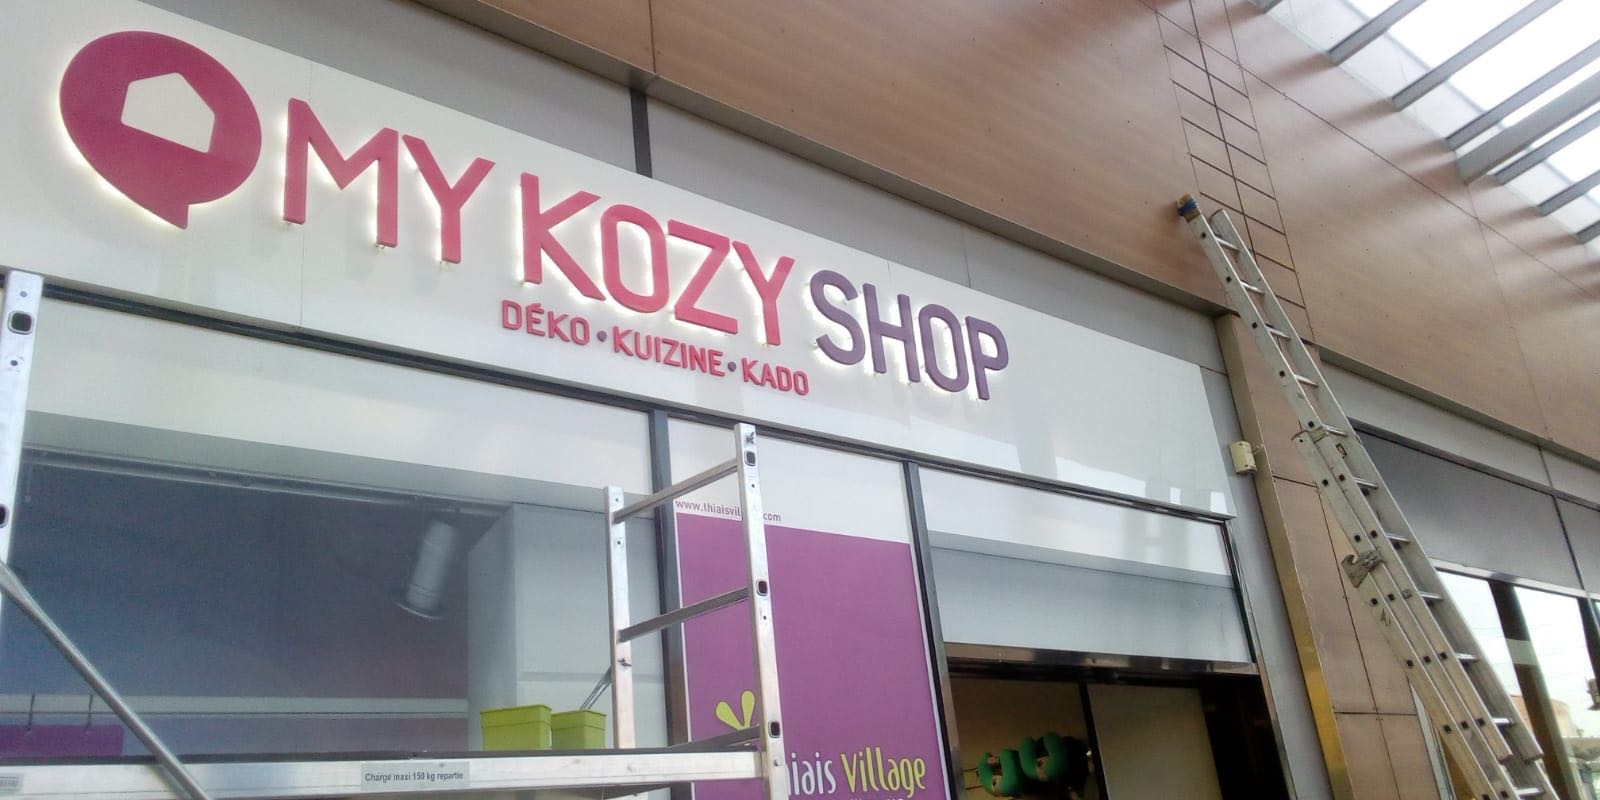 MY KOZY SHOP
DÉKO • KUIZINE • KADO
Village
Charge maxi 150 kg repartie